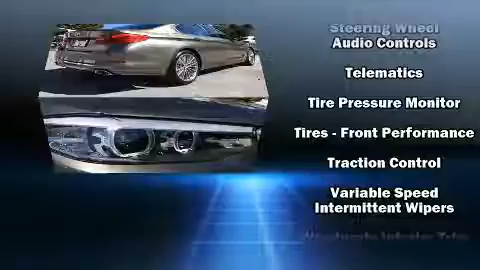 Steering Wheel
Audio Controls
Telematics
Tire Pressure Monitor
Tires - Front Performance
Traction Control
Variable Speed
Intermittent Wipers